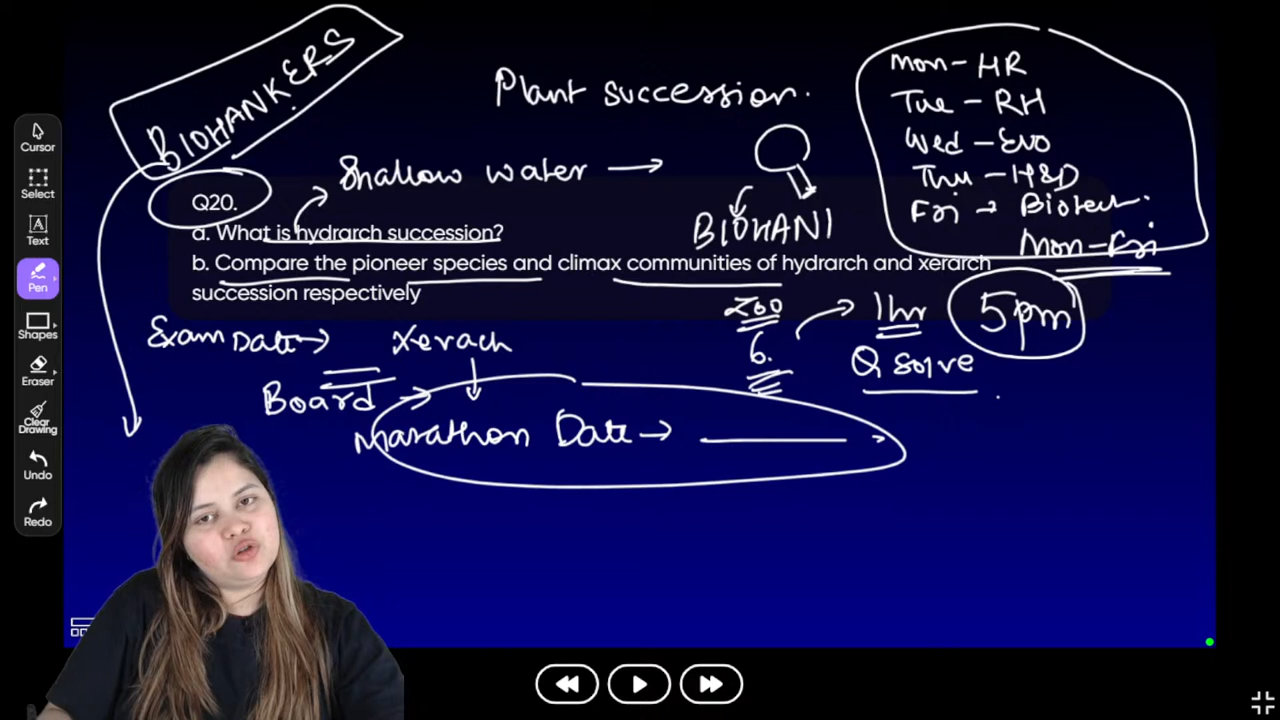 BIOHANKERS
Plant succession.
Mon - HR
Tue - RH
Wed - Evo
Thu - H&D
Fri → Biotech.
Mon-Fri
Cursor
Select
Text
Pen
Shapes
Eraser
Clear
Drawing
Undo
Redo
Shallow water →
Q20.
BIOHANI
a. What is hydrarch succession?
b. Compare the pioneer species and climax communities of hydrarch and xerarch
succession respectively
200
6.
1hr
5pm
Q solve
Exam Date →
Xerach
Board →
Marathon Date →